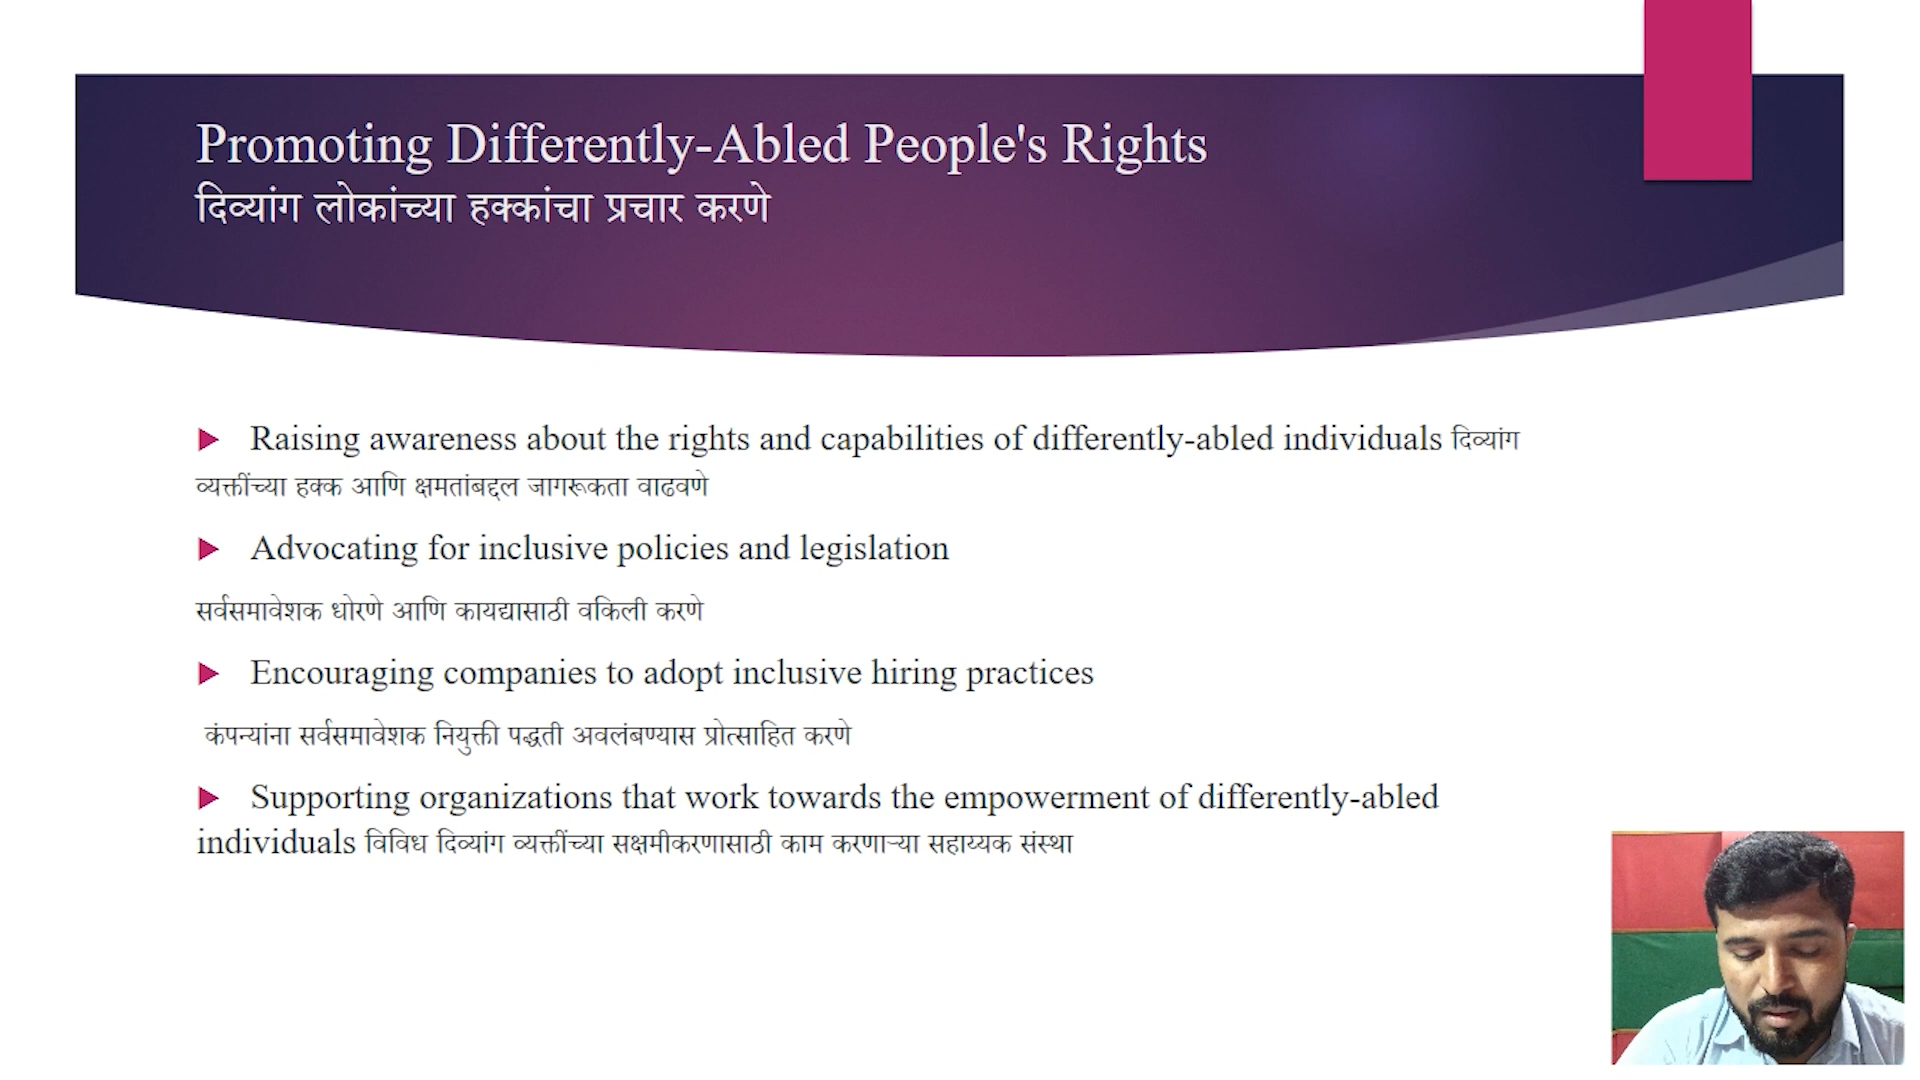 Promoting Differently-Abled People's Rights
दिव्यांग लोकांच्या हक्कांचा प्रचार करणे
Raising awareness about the rights and capabilities of differently-abled individuals दिव्यांग
व्यक्तींच्या हक्क आणि क्षमतांबद्दल जागरूकता वाढवणे
Advocating for inclusive policies and legislation
सर्वसमावेशक धोरणे आणि कायद्यासाठी वकिली करणे
Encouraging companies to adopt inclusive hiring practices
कंपन्यांना सर्वसमावेशक नियुक्ती पद्धती अवलंबण्यास प्रोत्साहित करणे
Supporting organizations that work towards the empowerment of differently-abled
individuals विविध दिव्यांग व्यक्तींच्या सक्षमीकरणासाठी काम करणाऱ्या सहाय्यक संस्था